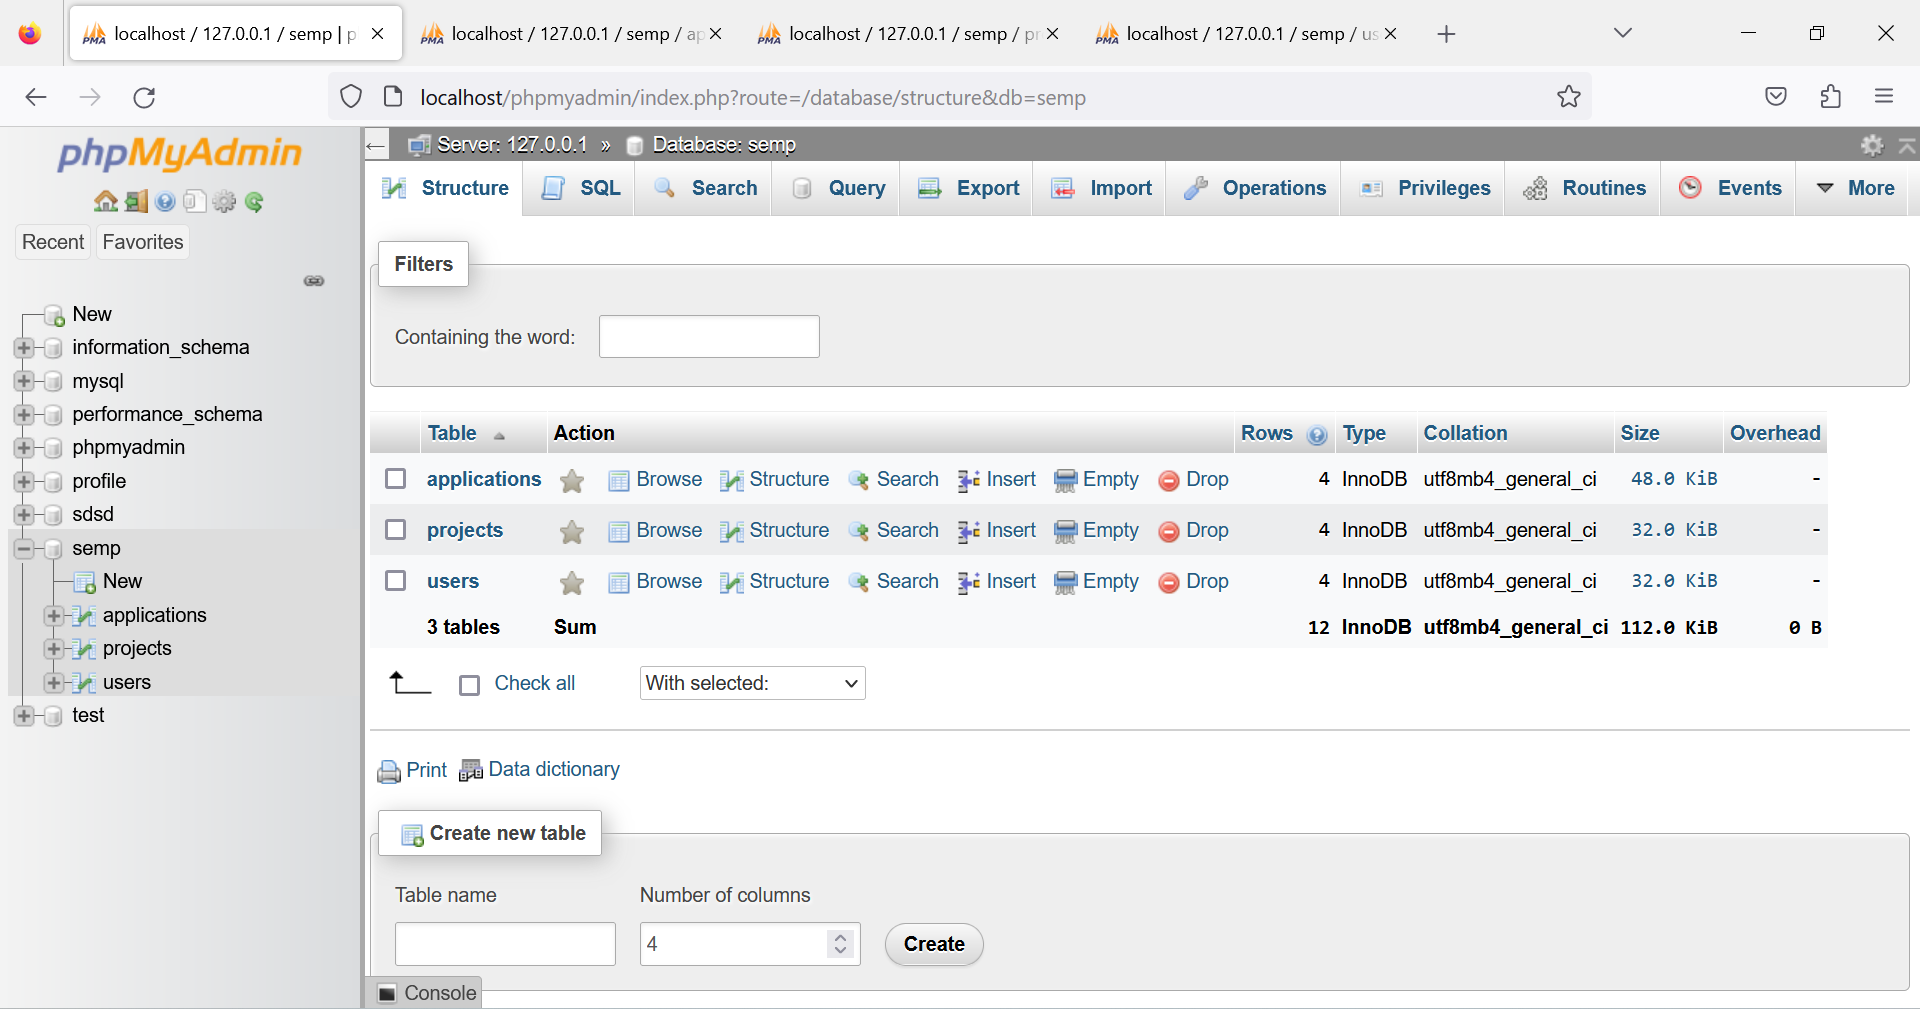 PMA localhost / 127.0.0.1 / semp | p
PMA localhost / 127.0.0.1 / semp / ap
PMA localhost / 127.0.0.1 / semp / pr
PMA localhost / 127.0.0.1 / semp / us
localhost/phpmyadmin/index.php?route=/database/structure&db=semp
phpMyAdmin
Recent Favorites
New
information_schema
mysql
performance_schema
phpmyadmin
profile
sdsd
semp
New
applications
projects
users
test
Server: 127.0.0.1 » Database: semp
Structure SQL Search Query Export Import Operations Privileges Routines Events More
Filters
Containing the word:
Table Action Rows Type Collation Size Overhead
applications Browse Structure Search Insert Empty Drop 4 InnoDB utf8mb4_general_ci 48.0 KiB -
projects Browse Structure Search Insert Empty Drop 4 InnoDB utf8mb4_general_ci 32.0 KiB -
users Browse Structure Search Insert Empty Drop 4 InnoDB utf8mb4_general_ci 32.0 KiB -
3 tables Sum 12 InnoDB utf8mb4_general_ci 112.0 KiB 0 B
Check all With selected:
Print Data dictionary
Create new table
Table name Number of columns
4 Create
Console